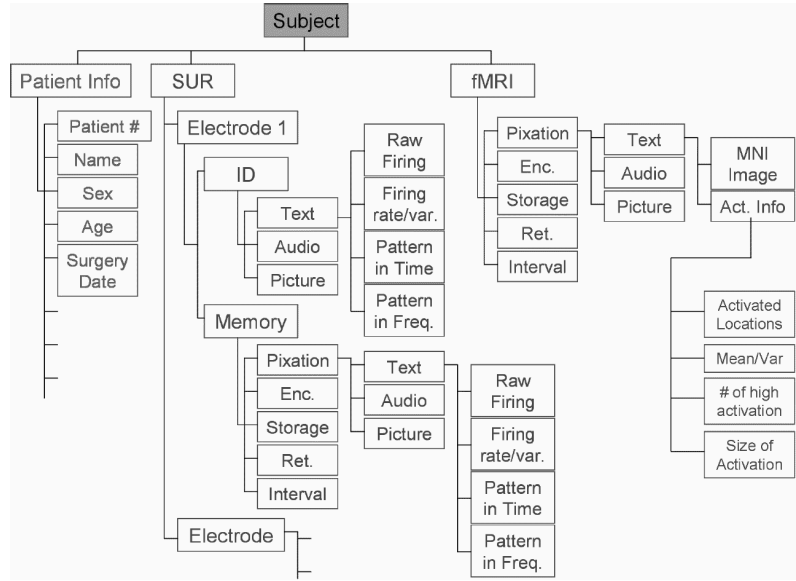 Subject
Patient Info
SUR
fMRI
Patient #
Name
Sex
Age
Surgery
Date
Electrode 1
ID
Text
Audio
Picture
Raw
Firing
Firing
rate/var.
Pattern
in Time
Pattern
in Freq.
Memory
Pixation
Enc.
Storage
Ret.
Interval
Text
Audio
Picture
Raw
Firing
Firing
rate/var.
Pattern
in Time
Pattern
in Freq.
Electrode
Pixation
Enc.
Storage
Ret.
Interval
Text
Audio
Picture
MNI
Image
Act. Info
Activated
Locations
Mean/Var
# of high
activation
Size of
Activation